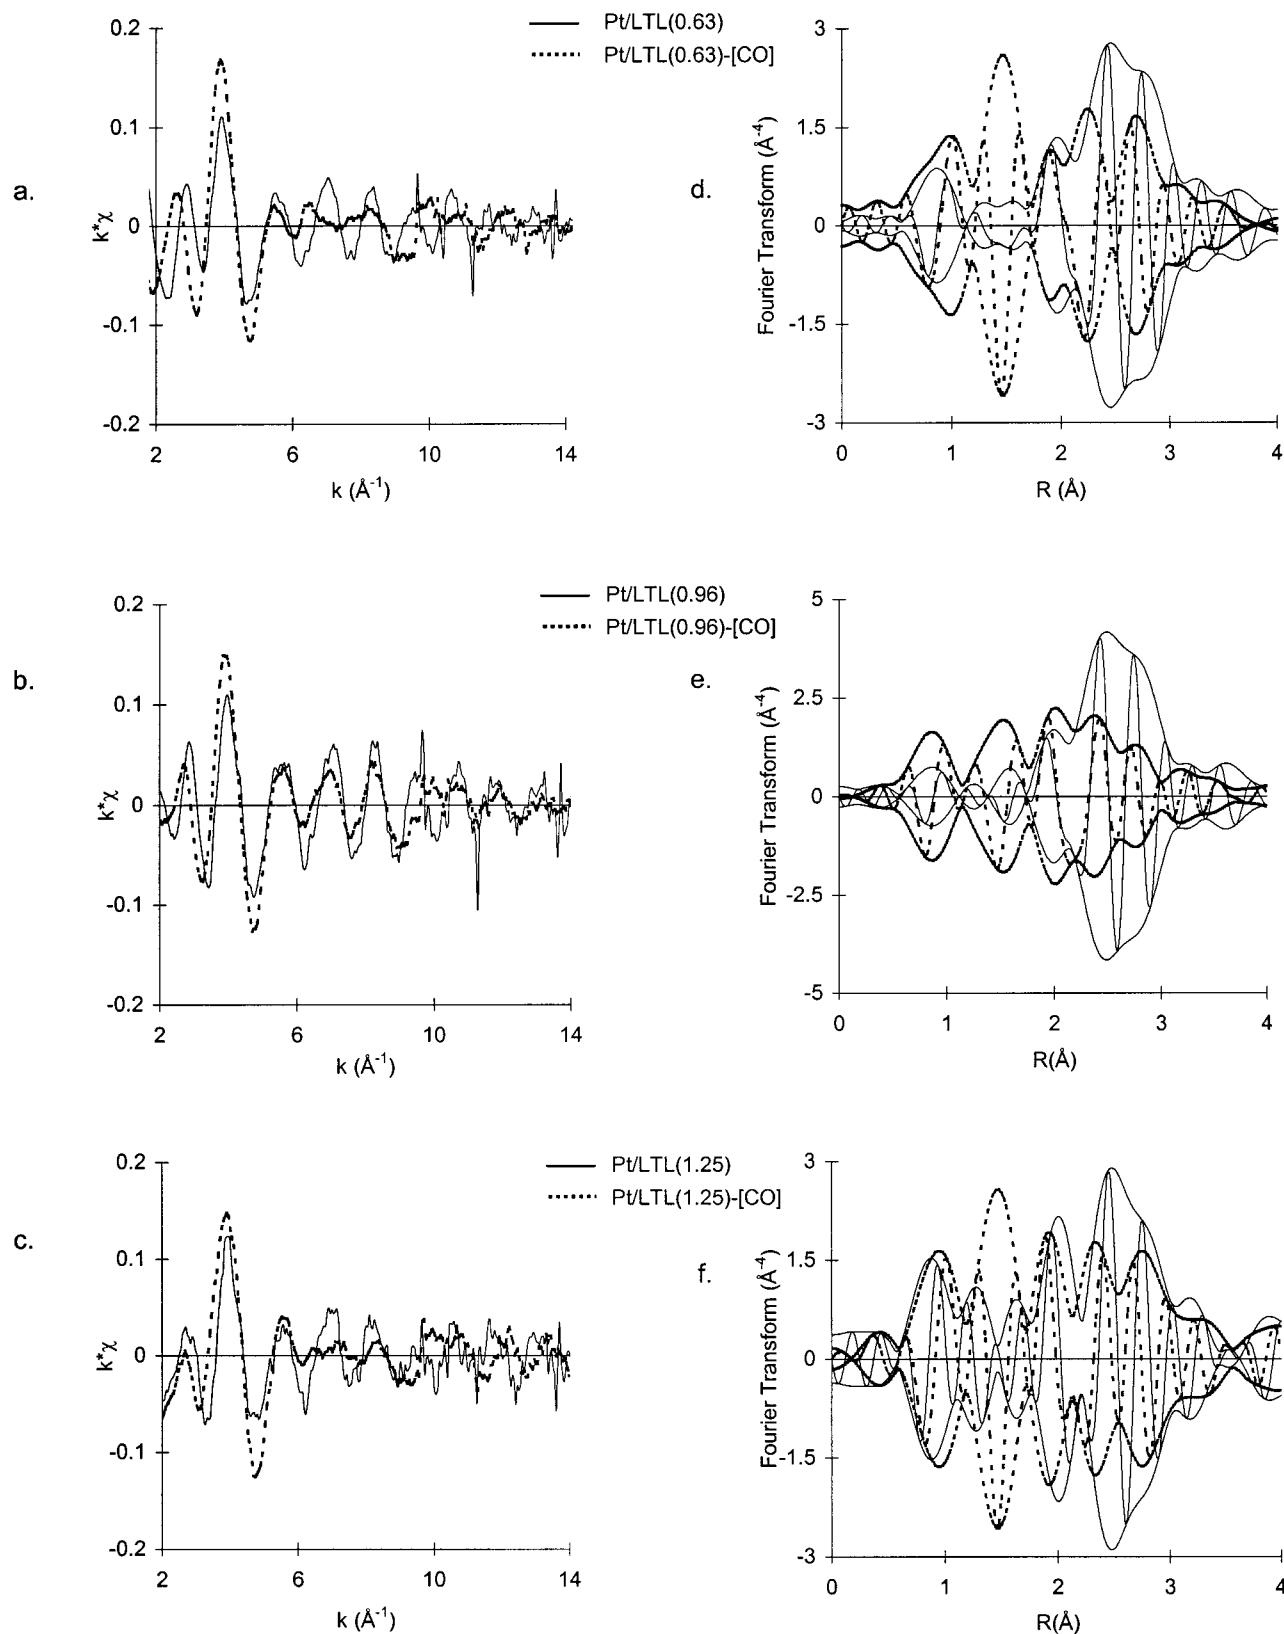 Pt/LTL(0.63)
Pt/LTL(0.63)-[CO]
a.
0.2
0.1
0
-0.1
-0.2
k*χ
2 6 10 14
k (Å-1)
d.
3
1.5
0
-1.5
-3
Fourier Transform (Å-4)
0 1 2 3 4
R (Å)
Pt/LTL(0.96)
Pt/LTL(0.96)-[CO]
b.
0.2
0.1
0
-0.1
-0.2
k*χ
2 6 10 14
k (Å-1)
e.
5
2.5
0
-2.5
-5
Fourier Transform (Å-4)
0 1 2 3 4
R(Å)
Pt/LTL(1.25)
Pt/LTL(1.25)-[CO]
c.
0.2
0.1
0
-0.1
-0.2
k*χ
2 6 10 14
k (Å-1)
f.
3
1.5
0
-1.5
-3
Fourier Transform (Å-4)
0 1 2 3 4
R(Å)